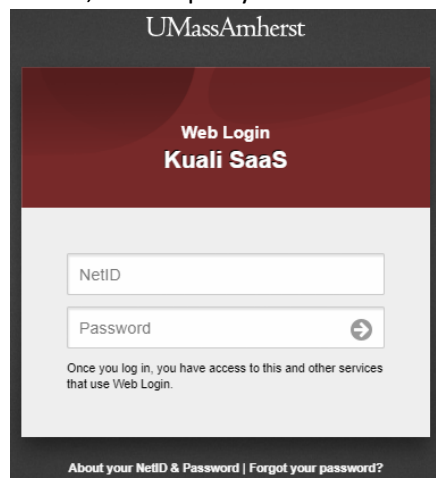 UMassAmherst
Web Login
Kuali SaaS
NetID
Password
Once you log in, you have access to this and other services
that use Web Login.
About your NetID & Password | Forgot your password?